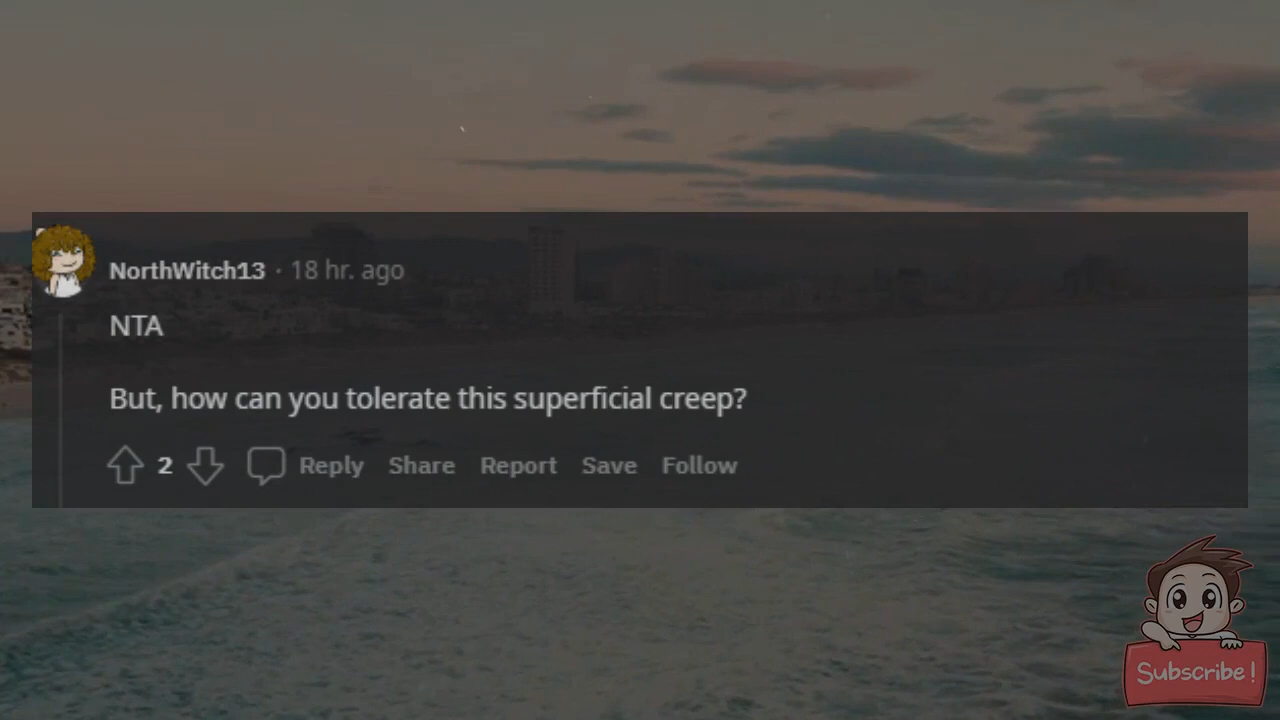 NorthWitch13 · 18 hr. ago
NTA
But, how can you tolerate this superficial creep?
2 Reply Share Report Save Follow
Subscribe!